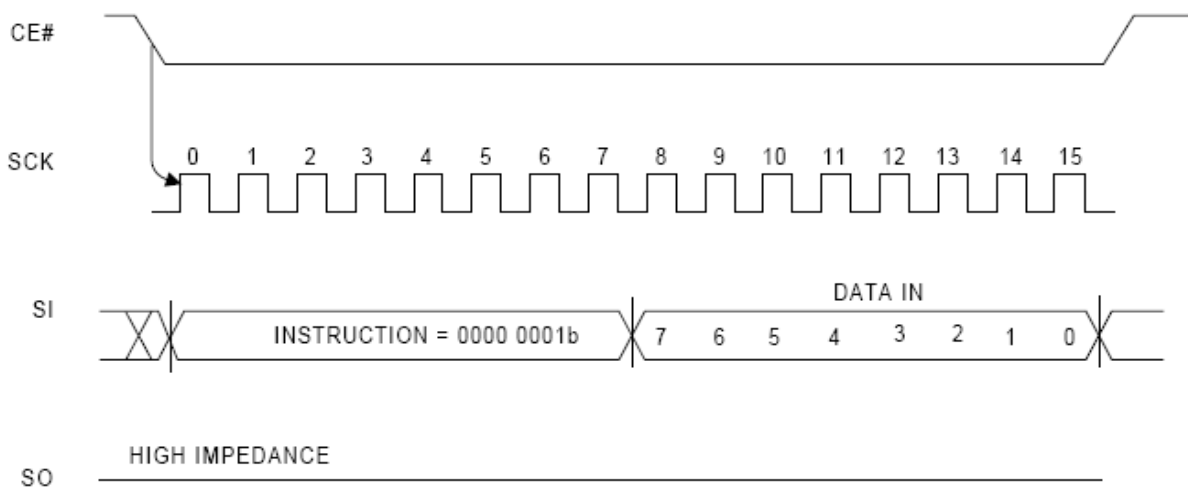 CE#
SCK
0 1 2 3 4 5 6 7 8 9 10 11 12 13 14 15
DATA IN
SI
INSTRUCTION = 0000 0001b 7 6 5 4 3 2 1 0
HIGH IMPEDANCE
SO